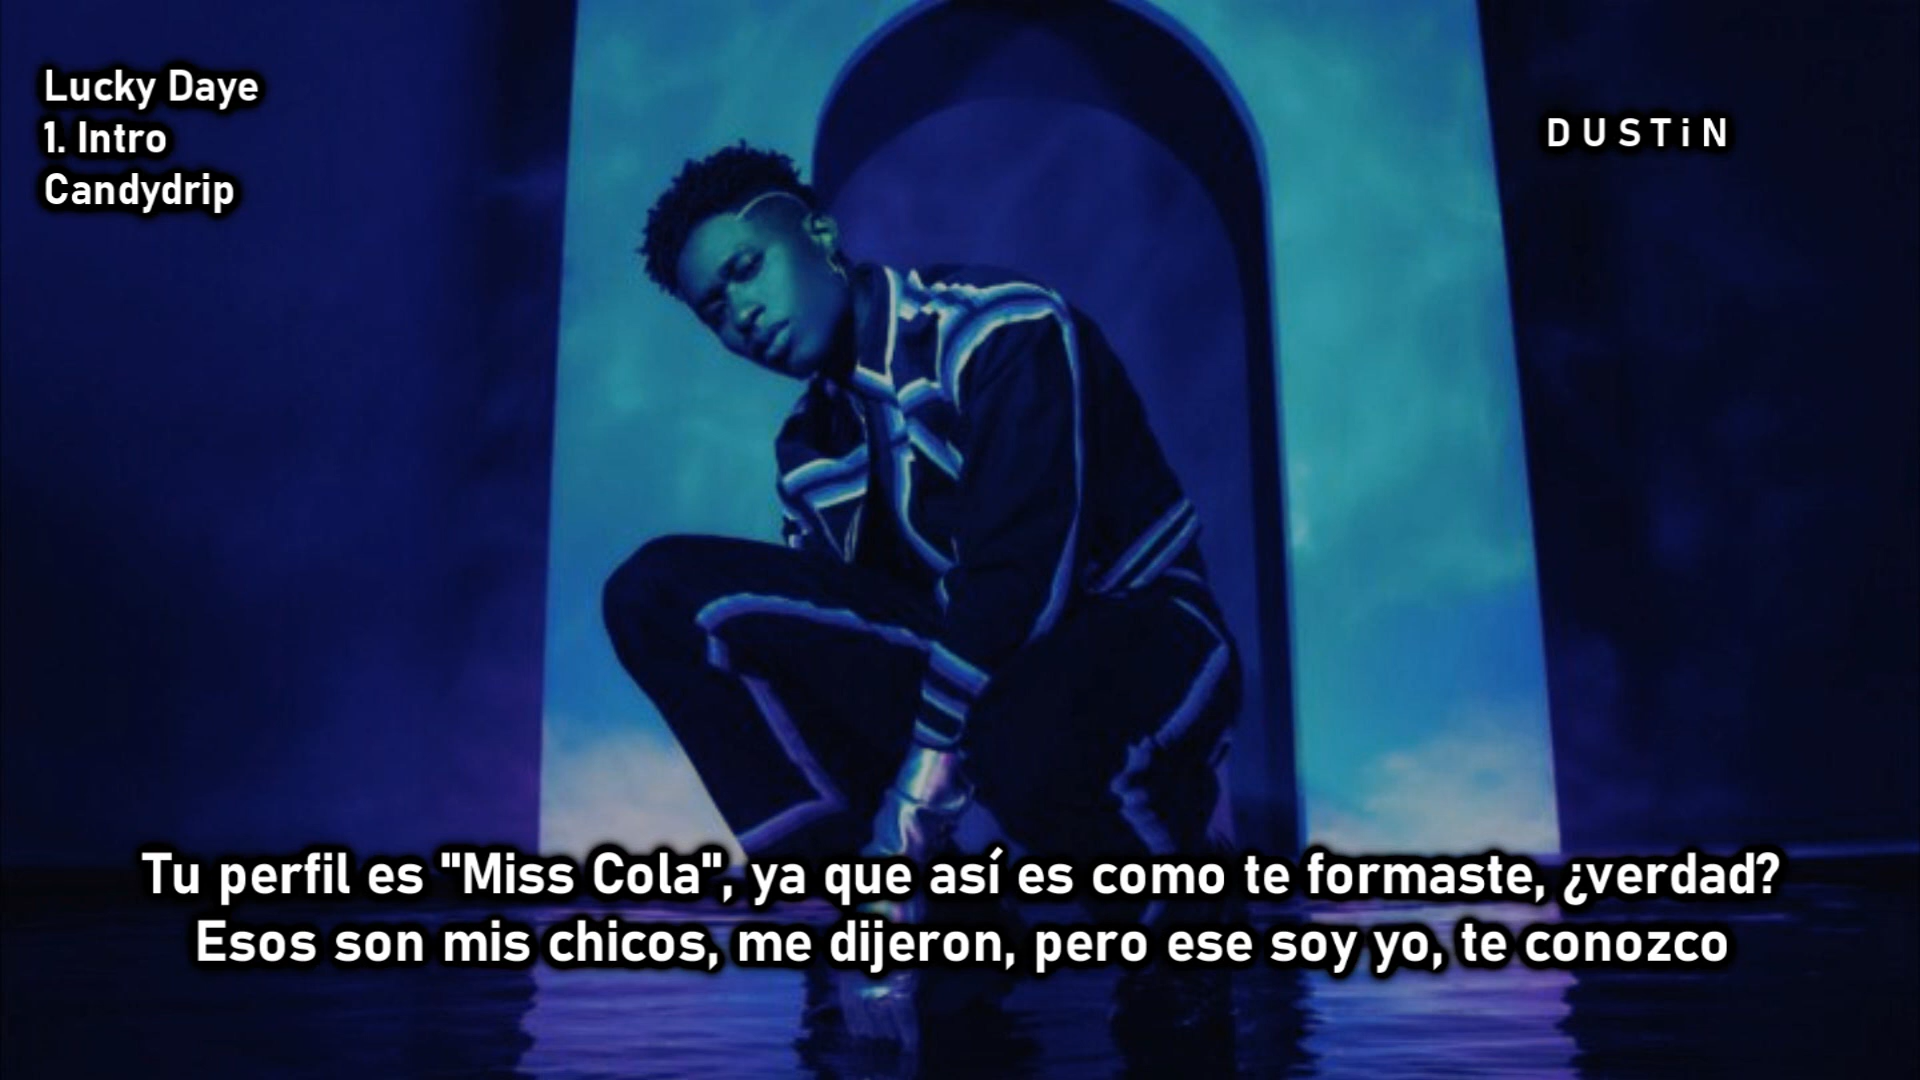 Lucky Daye
1. Intro
Candydrip
DUSTiN
Tu perfil es "Miss Cola", ya que así es como te formaste, ¿verdad?
Esos son mis chicos, me dijeron, pero ese soy yo, te conozco